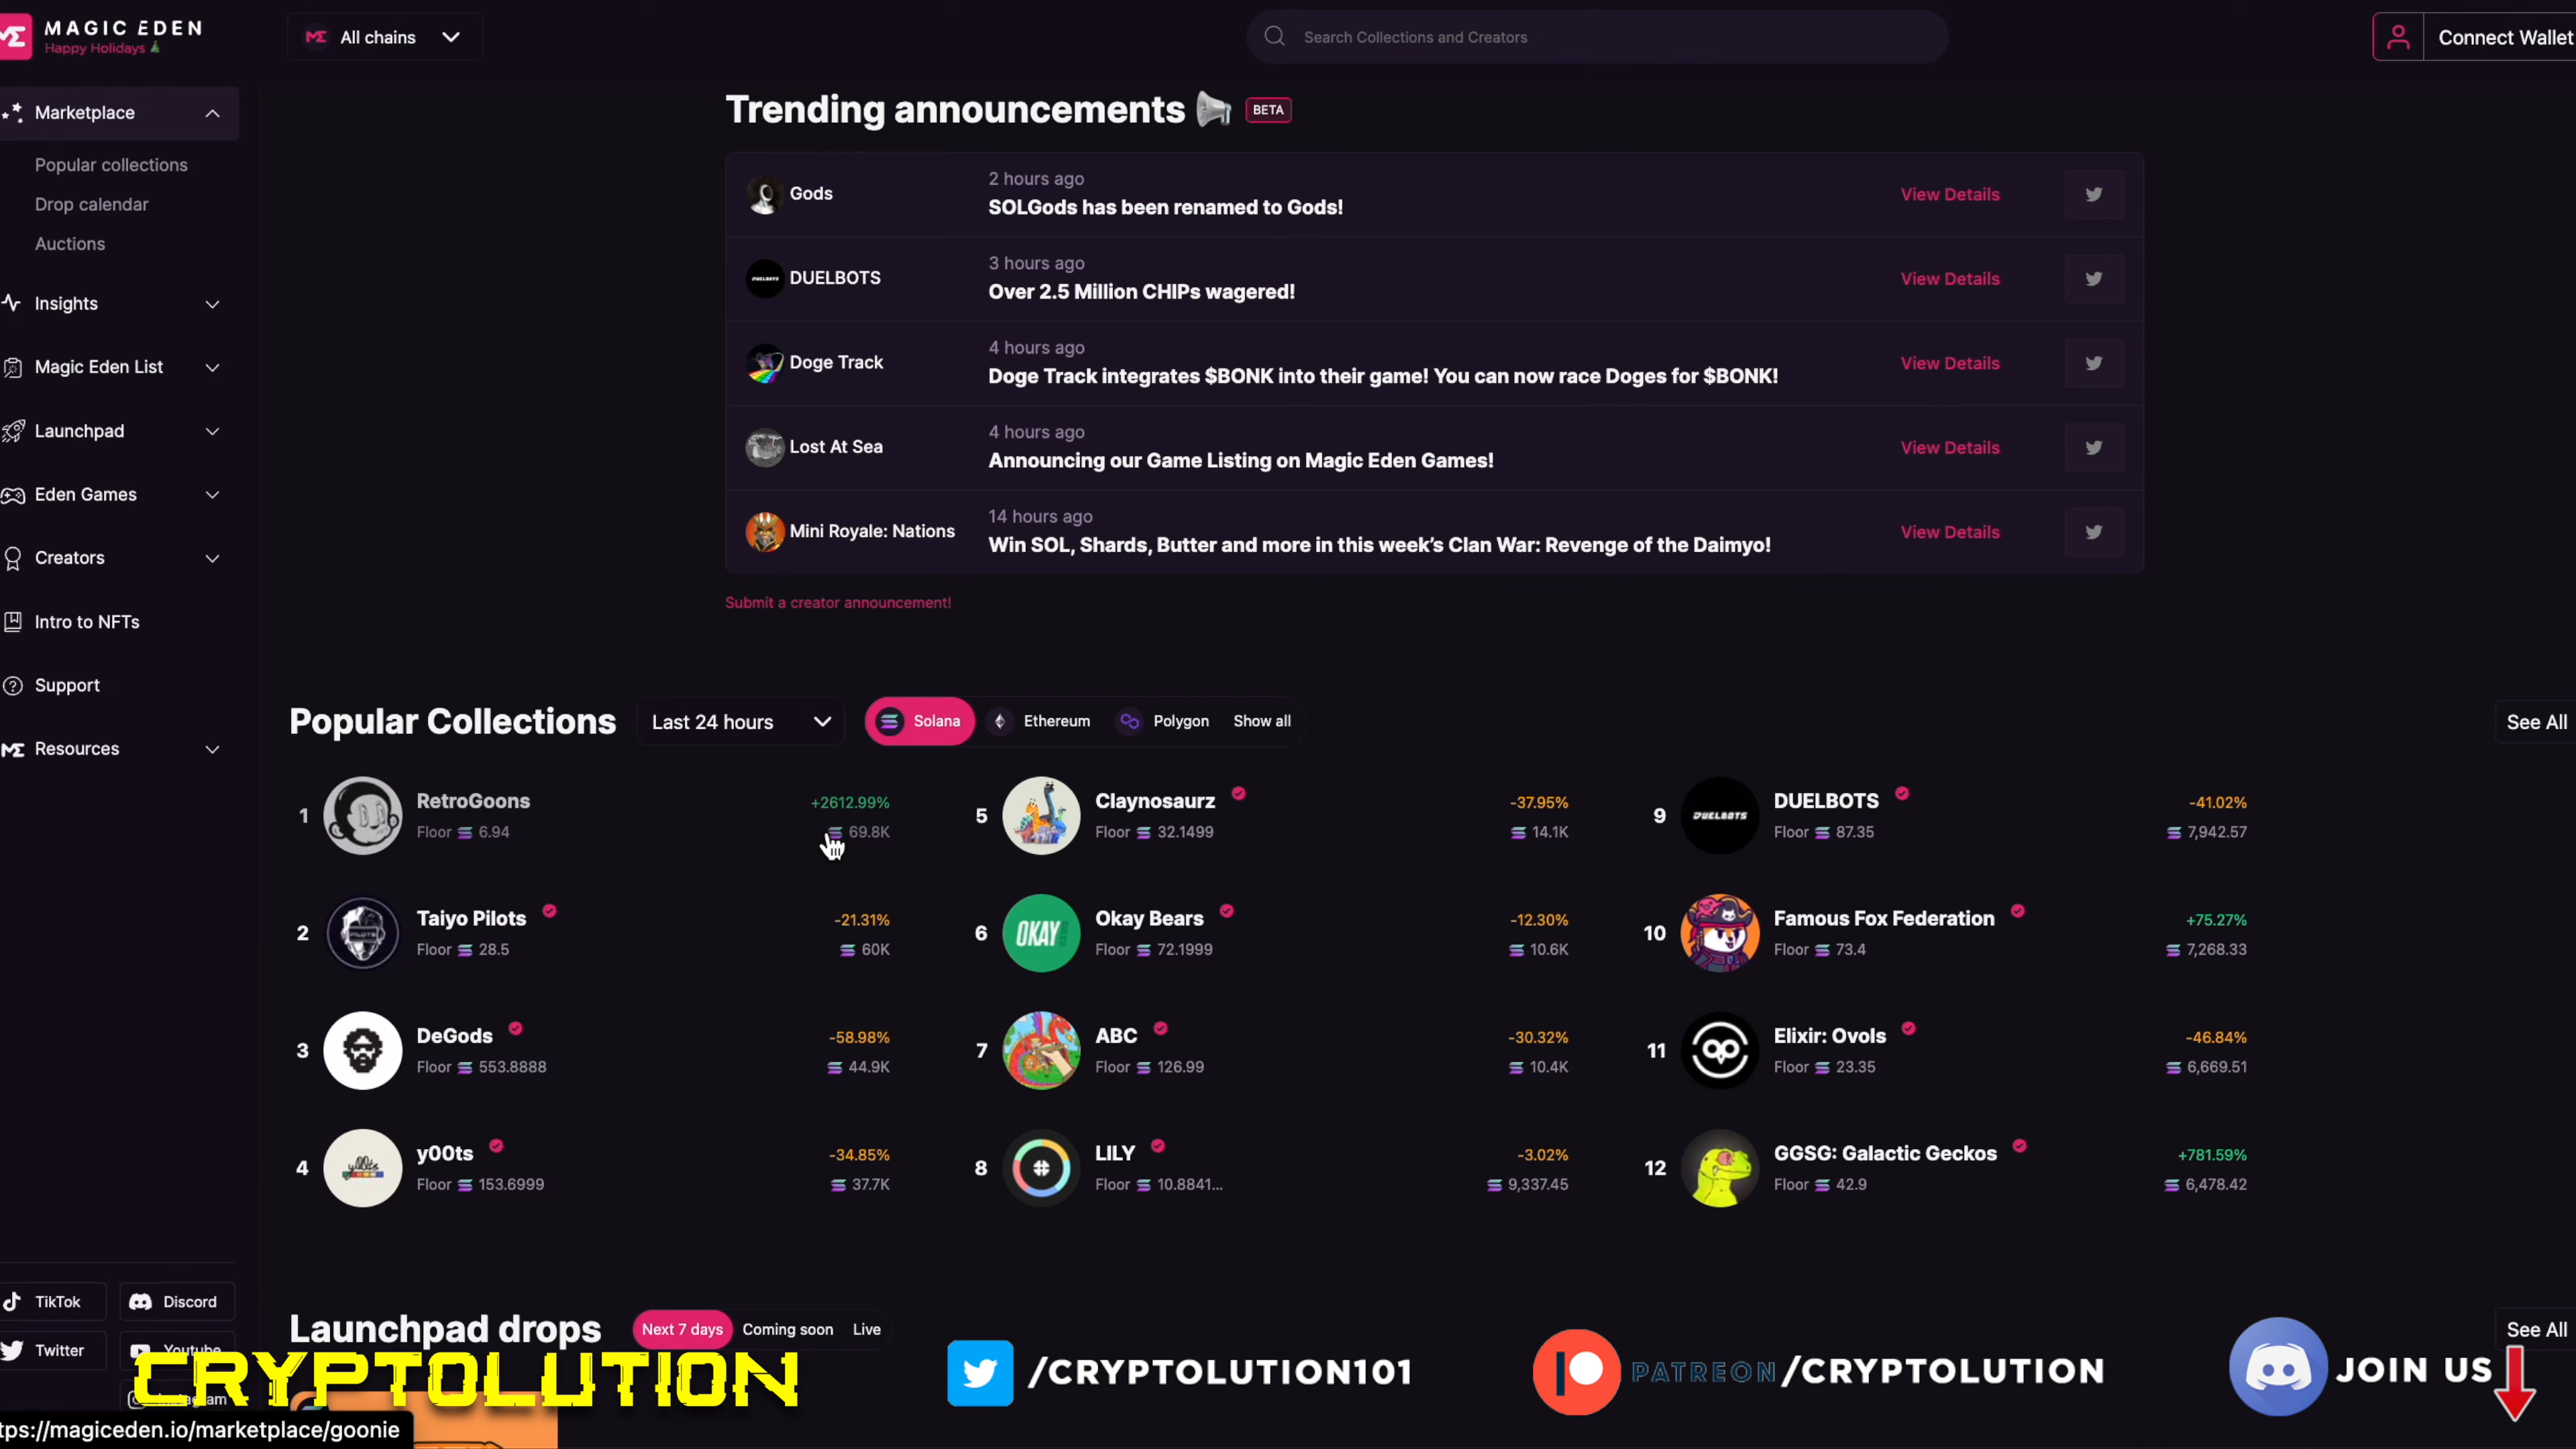 MAGIC EDEN
Happy Holidays
All chains
Search Collections and Creators
Connect Wallet
Marketplace
Popular collections
Drop calendar
Auctions
Insights
Magic Eden List
Launchpad
Eden Games
Creators
Intro to NFTs
Support
Resources
Trending announcements BETA
Gods
2 hours ago
SOLGods has been renamed to Gods!
View Details
DUELBOTS
3 hours ago
Over 2.5 Million CHIPs wagered!
View Details
Doge Track
4 hours ago
Doge Track integrates $BONK into their game! You can now race Doges for $BONK!
View Details
Lost At Sea
4 hours ago
Announcing our Game Listing on Magic Eden Games!
View Details
Mini Royale: Nations
14 hours ago
Win SOL, Shards, Butter and more in this week's Clan War: Revenge of the Daimyo!
View Details
Submit a creator announcement!
Popular Collections Last 24 hours Solana Ethereum Polygon Show all See All
1 RetroGoons +2612.99%
Floor 6.94 69.8K
2 Taiyo Pilots -21.31%
PILOTS
Floor 28.5 60K
3 DeGods -58.98%
Floor 553.8888 44.9K
4 y00ts -34.85%
y00ts
Floor 153.6999 37.7K
5 Claynosaurz -37.95%
Floor 32.1499 14.1K
6 Okay Bears -12.30%
OKAY
Floor 72.1999 10.6K
7 ABC -30.32%
Floor 126.99 10.4K
8 LILY -3.02%
Floor 10.8841... 9,337.45
9 DUELBOTS -41.02%
DUELBOTS
Floor 87.35 7,942.57
10 Famous Fox Federation +75.27%
Floor 73.4 7,268.33
11 Elixir: Ovols -46.84%
Floor 23.35 6,669.51
12 GGSG: Galactic Geckos +781.59%
Floor 42.9 6,478.42
TikTok Discord
Twitter Youtube
Instagram
Launchpad drops Next 7 days Coming soon Live See All
CRYPTOLUTION
/CRYPTOLUTION101
PATREON/CRYPTOLUTION
JOIN US
tps://magiceden.io/marketplace/goonie